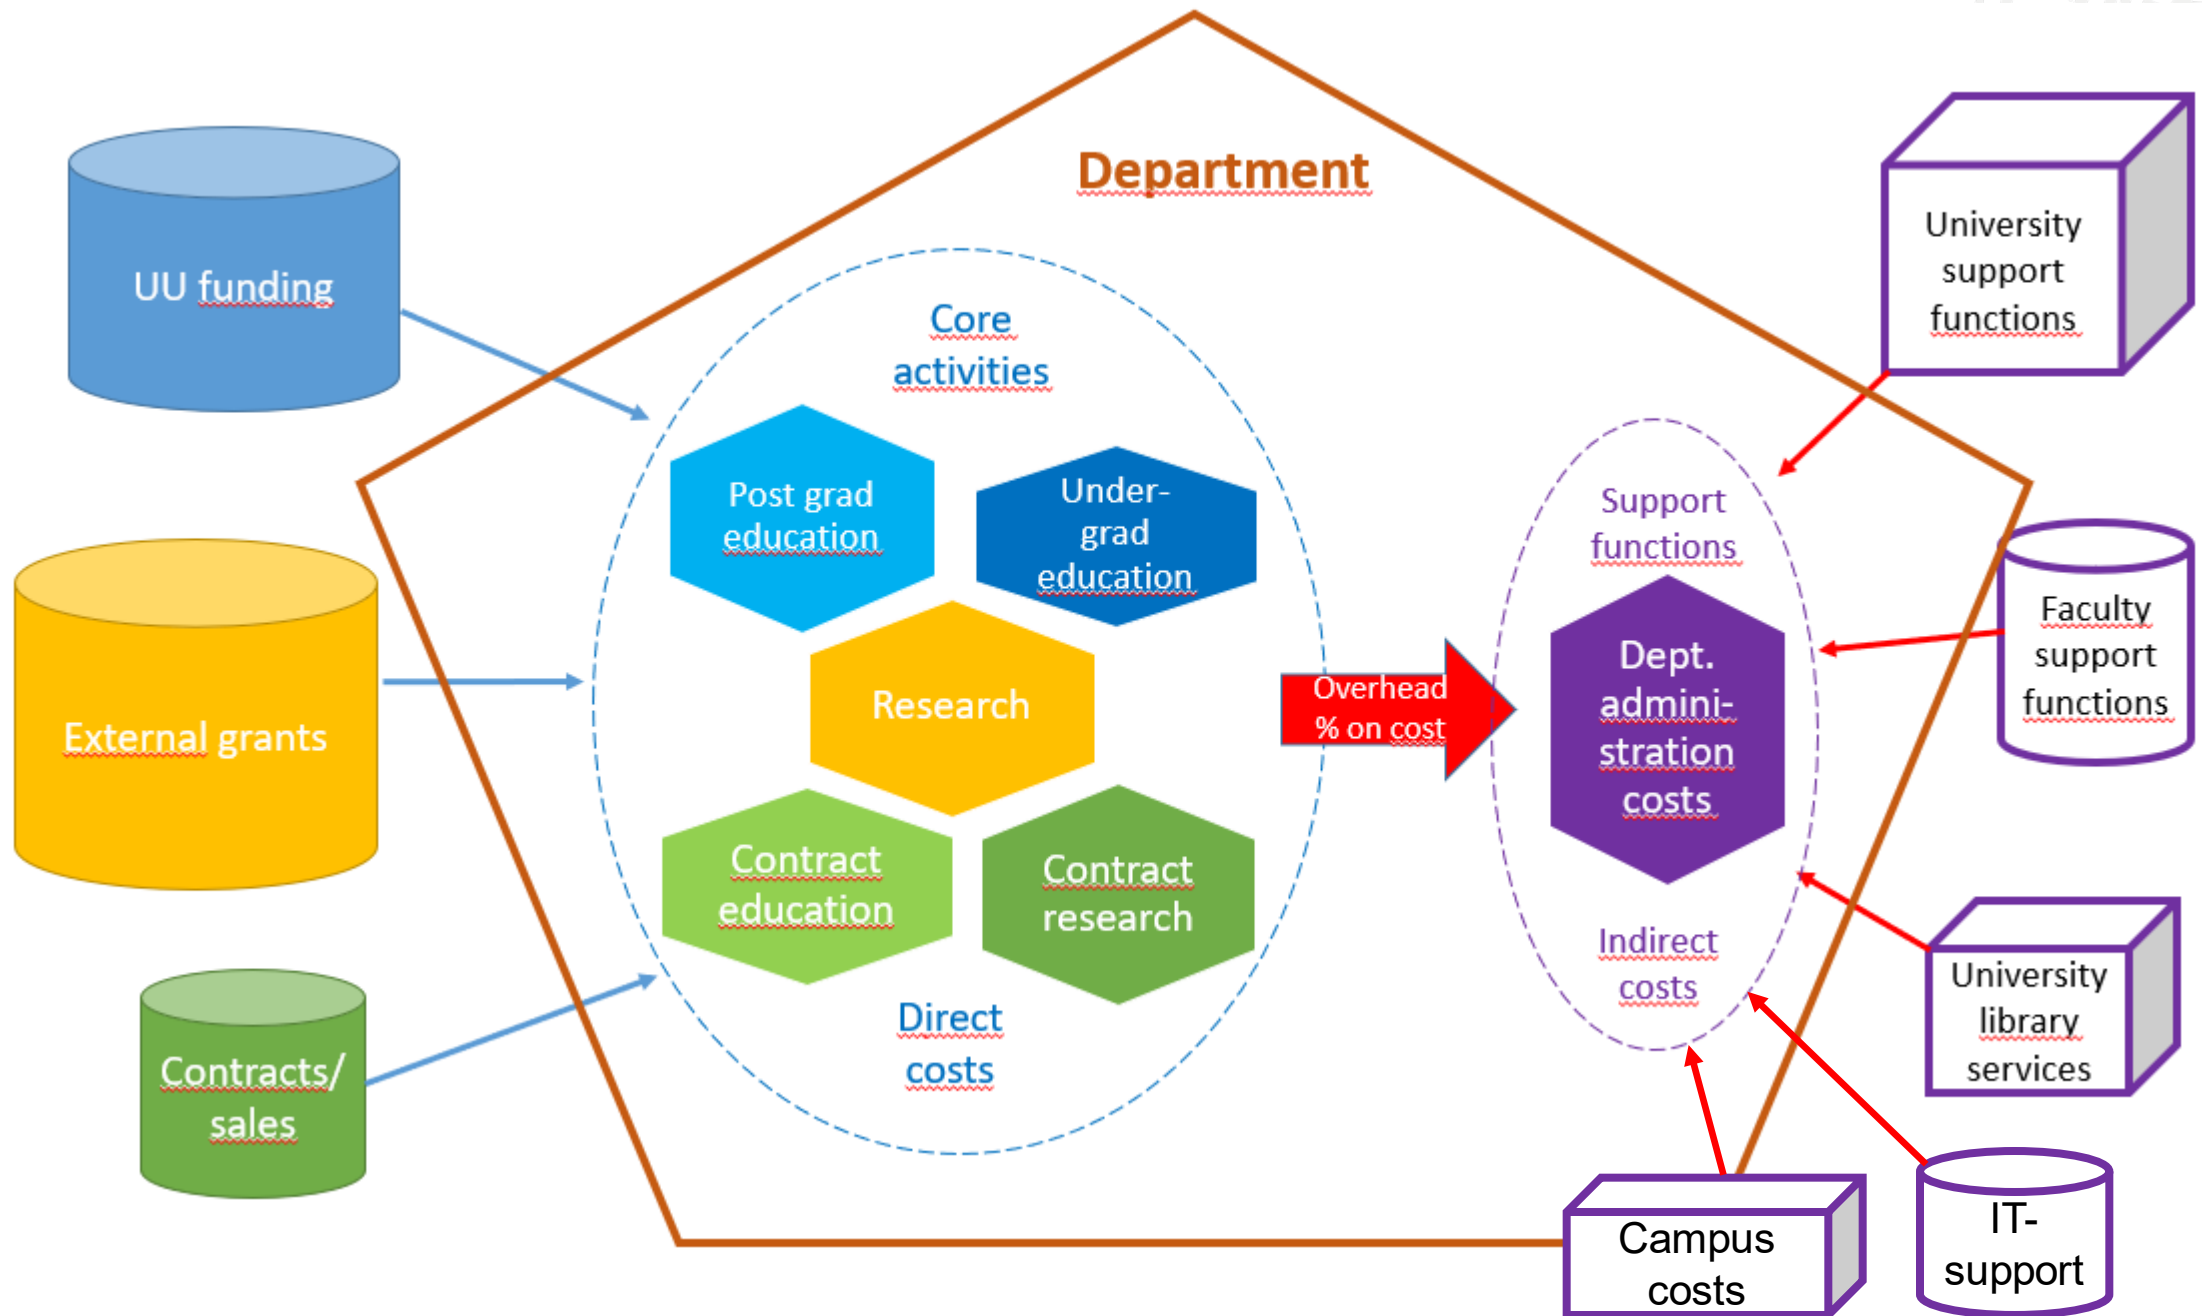 Department
UU funding
External grants
Contracts/
sales
Core
activities
Post grad
education
Under-
grad
education
Research
Contract
education
Contract
research
Direct
costs
Overhead
% on cost
Support
functions
Dept.
admini-
stration
costs
Indirect
costs
University
support
functions
Faculty
support
functions
University
library
services
IT-
support
Campus
costs